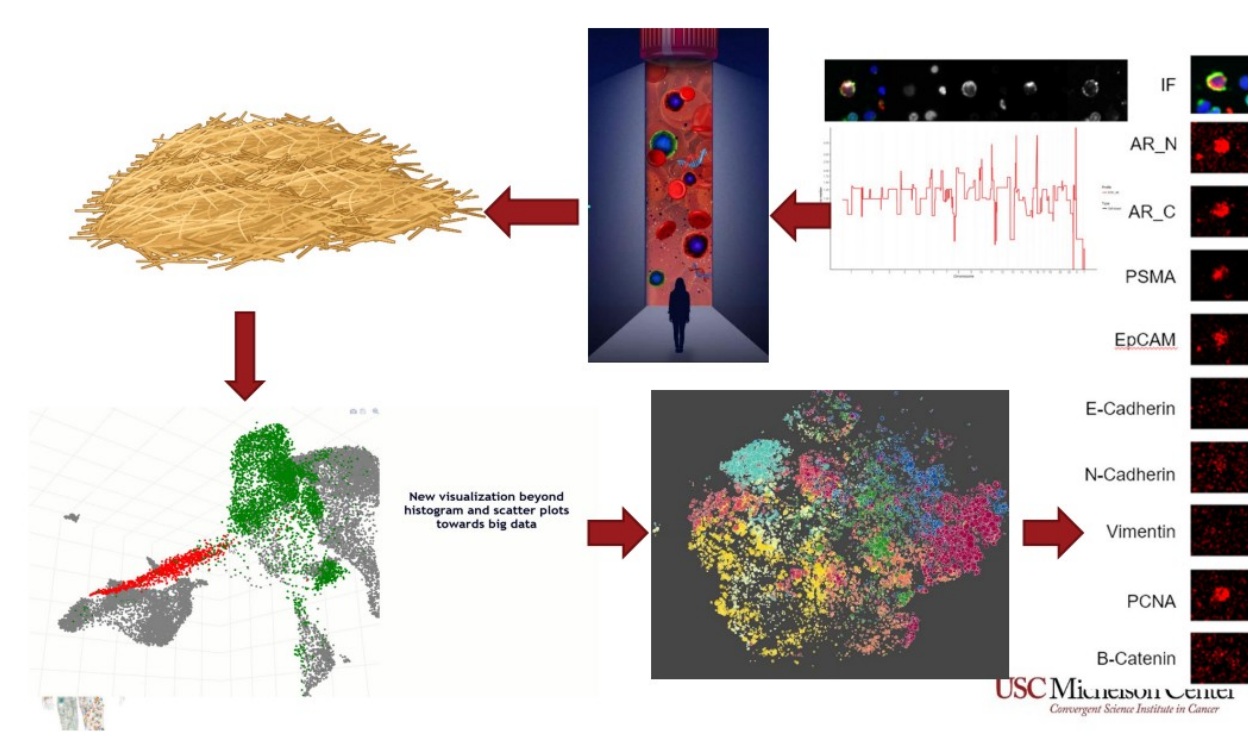 IF
AR_N
AR_C
PSMA
EpCAM
E-Cadherin
N-Cadherin
Vimentin
PCNA
B-Catenin
New visualization beyond
histogram and scatter plots
towards big data
USC Michelson Center
Convergent Science Institute in Cancer